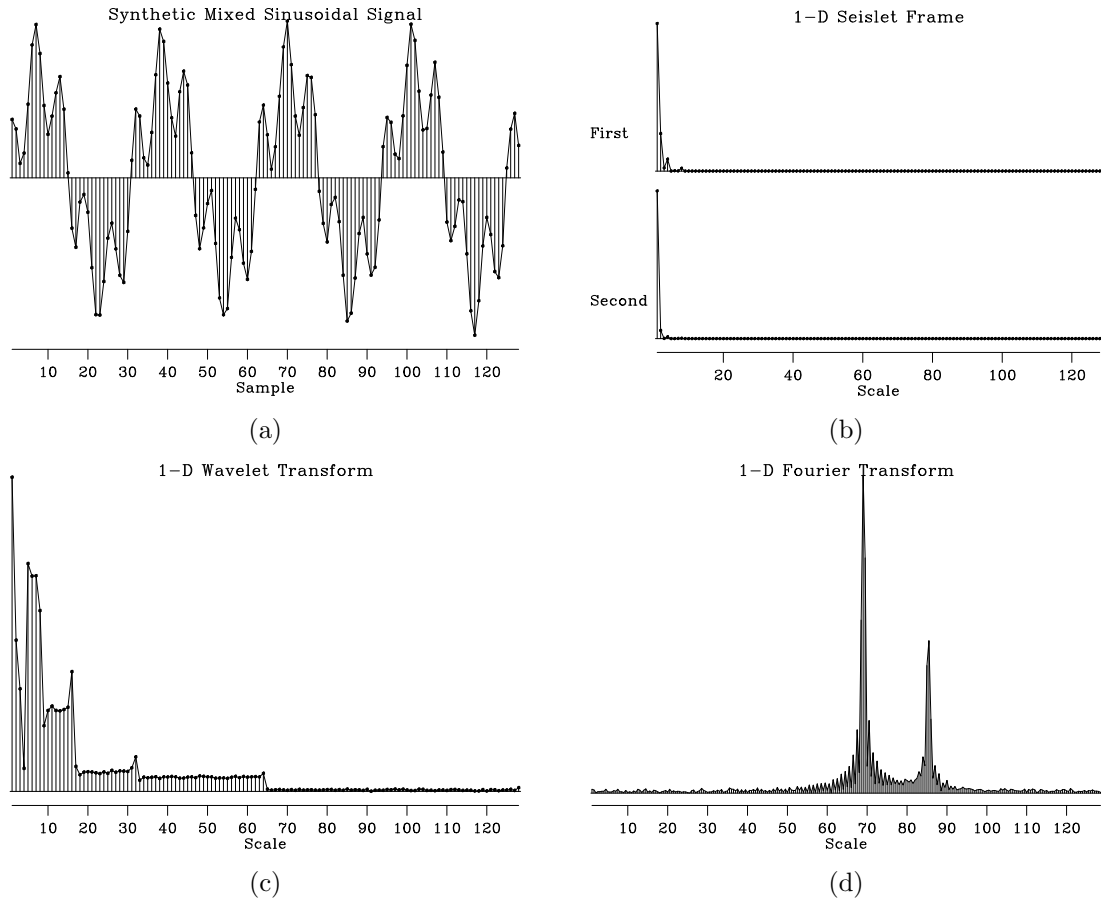 Synthetic Mixed Sinusoidal Signal
10 20 30 40 50 60 70 80 90 100 110 120
Sample
(a)
1-D Seislet Frame
First
Second
20 40 60 80 100 120
Scale
(b)
1-D Wavelet Transform
10 20 30 40 50 60 70 80 90 100 110 120
Scale
(c)
1-D Fourier Transform
10 20 30 40 50 60 70 80 90 100 110 120
Scale
(d)